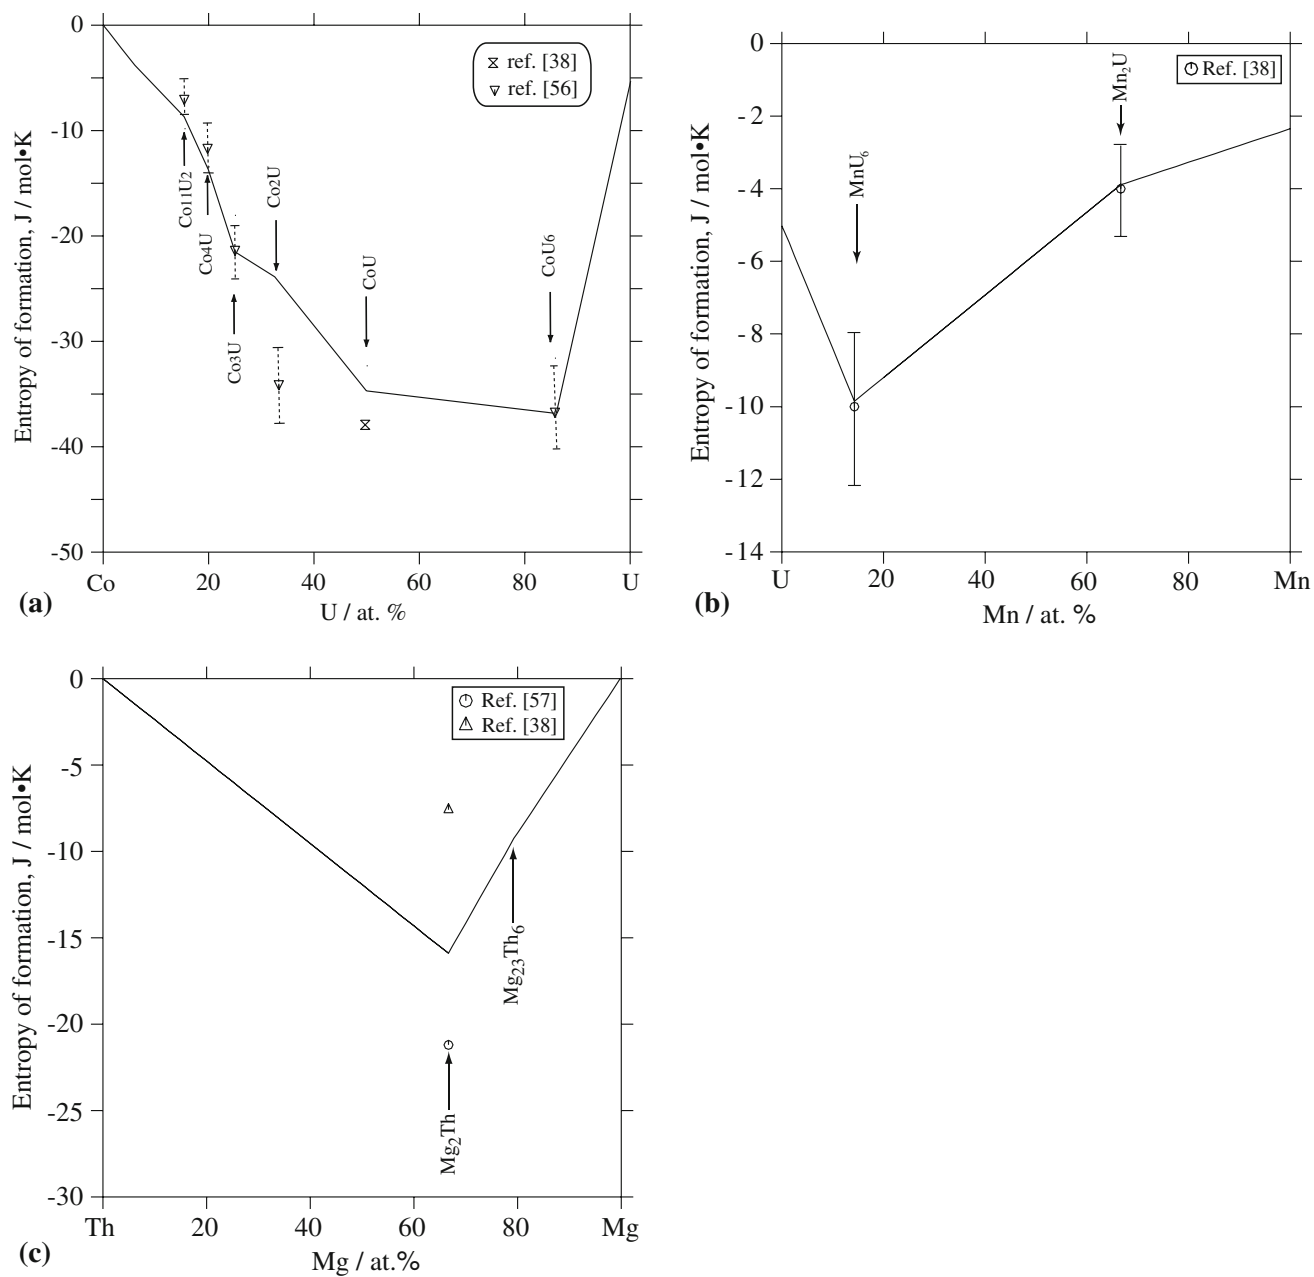 0
-10
-20
-30
-40
-50
Entropy of formation, J / mol•K
ref. [38]
ref. [56]
Co11U2
Co4U
Co3U
Co2U
CoU
CoU6
Co
20
40
60
80
U
U / at. %
(a)
0
-2
-4
-6
-8
-10
-12
-14
Entropy of formation, J / mol•K
Ref. [38]
MnU6
Mn2U
U
20
40
60
80
Mn
Mn / at. %
(b)
0
-5
-10
-15
-20
-25
-30
Entropy of formation, J / mol•K
Ref. [57]
Ref. [38]
Mg2Th
Mg23Th6
Th
20
40
60
80
Mg
Mg / at.%
(c)